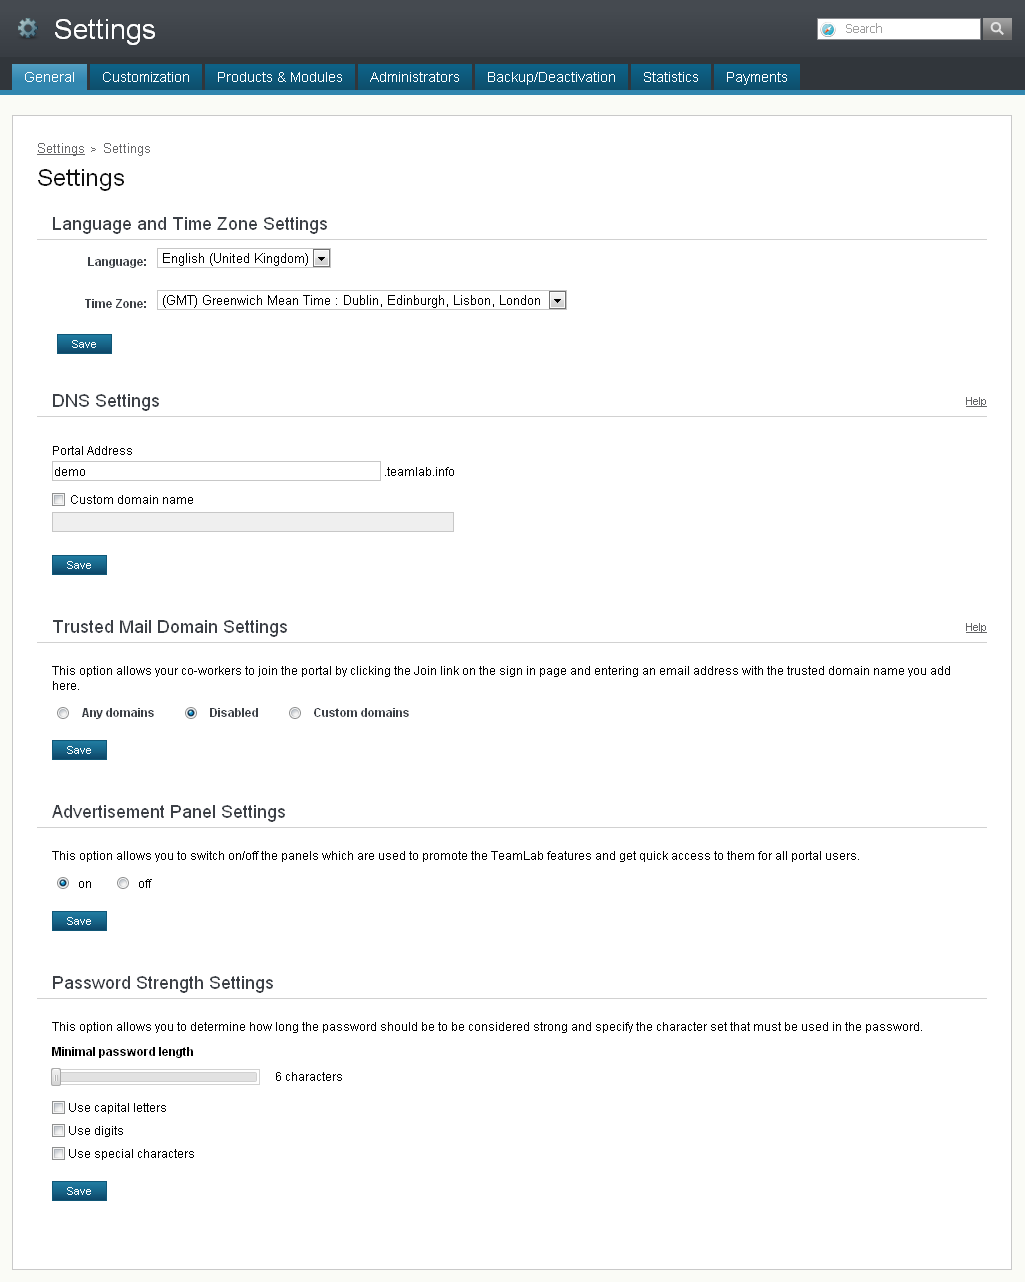 Settings
Search
General Customization Products & Modules Administrators Backup/Deactivation Statistics Payments
Settings » Settings
Settings
Language and Time Zone Settings
Language: English (United Kingdom)
Time Zone: (GMT) Greenwich Mean Time : Dublin, Edinburgh, Lisbon, London
Save
DNS Settings Help
Portal Address
demo .teamlab.info
Custom domain name
Save
Trusted Mail Domain Settings Help
This option allows your co-workers to join the portal by clicking the Join link on the sign in page and entering an email address with the trusted domain name you add
here.
Any domains Disabled Custom domains
Save
Advertisement Panel Settings
This option allows you to switch on/off the panels which are used to promote the TeamLab features and get quick access to them for all portal users.
on off
Save
Password Strength Settings
This option allows you to determine how long the password should be to be considered strong and specify the character set that must be used in the password.
Minimal password length
6 characters
Use capital letters
Use digits
Use special characters
Save